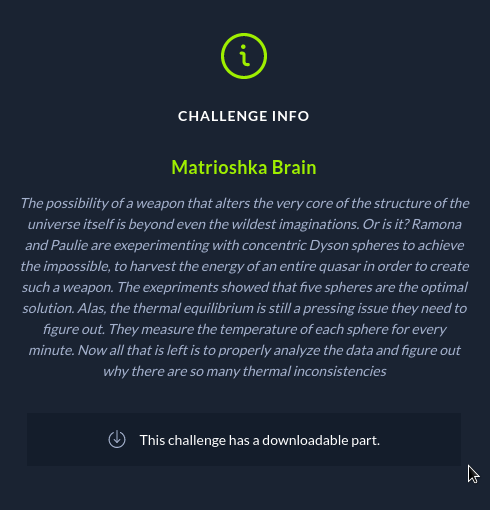 CHALLENGE INFO
Matrioshka Brain
The possibility of a weapon that alters the very core of the structure of the
universe itself is beyond even the wildest imaginations. Or is it? Ramona
and Paulie are exeperimenting with concentric Dyson spheres to achieve
the impossible, to harvest the energy of an entire quasar in order to create
such a weapon. The exepriments showed that five spheres are the optimal
solution. Alas, the thermal equilibrium is still a pressing issue they need to
figure out. They measure the temperature of each sphere for every
minute. Now all that is left is to properly analyze the data and figure out
why there are so many thermal inconsistencies
This challenge has a downloadable part.